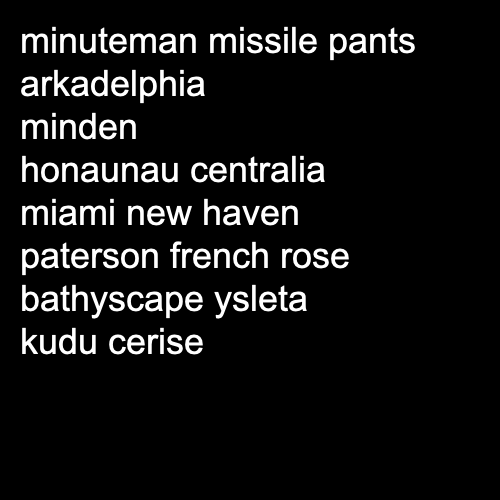 minuteman missile pants
arkadelphia
minden
honaunau centralia
miami new haven
paterson french rose
bathyscape ysleta
kudu cerise